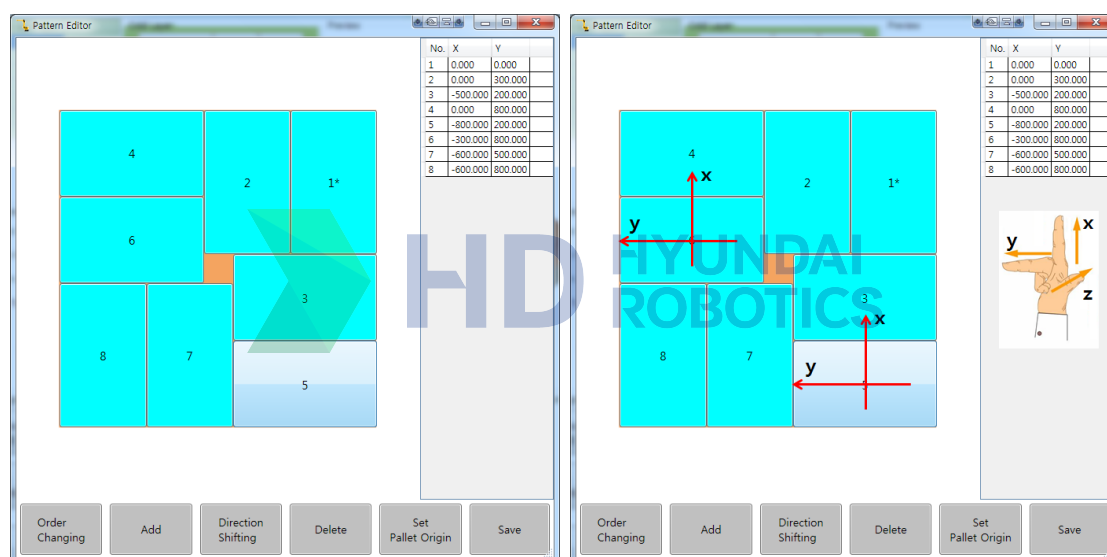 Pattern Editor
No. X Y
1 0.000 0.000
2 0.000 300.000
3 -500.000 200.000
4 0.000 800.000
5 -800.000 200.000
6 -300.000 800.000
7 -600.000 500.000
8 -600.000 800.000
4
2
1*
6
3
8
7
5
Order
Changing
Add
Direction
Shifting
Delete
Set
Pallet Origin
Save
Pattern Editor
No. X Y
1 0.000 0.000
2 0.000 300.000
3 -500.000 200.000
4 0.000 800.000
5 -800.000 200.000
6 -300.000 800.000
7 -600.000 500.000
8 -600.000 800.000
4
x
2
1*
y
3
x
8
7
y
5
x
y
z
Order
Changing
Add
Direction
Shifting
Delete
Set
Pallet Origin
Save
HD HYUNDAI
ROBOTICS